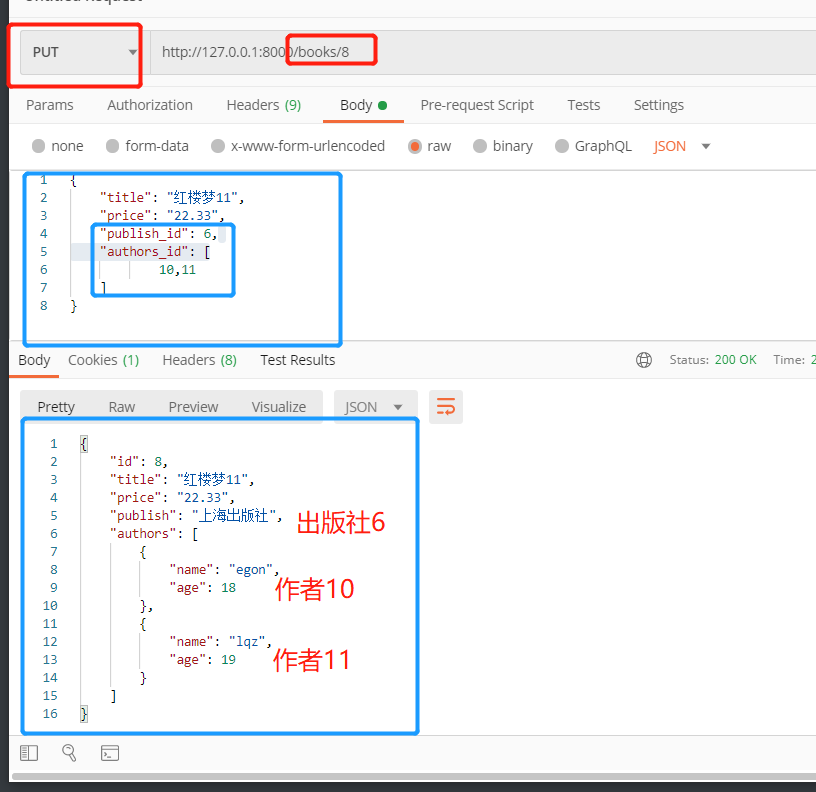 PUT http://127.0.0.1:8000/books/8
Params Authorization Headers (9) Body Pre-request Script Tests Settings
none form-data x-www-form-urlencoded raw binary GraphQL JSON
1 {
2 "title": "红楼梦11",
3 "price": "22.33",
4 "publish_id": 6,
5 "authors_id": [
6 10,11
7 ]
8 }
Body Cookies (1) Headers (8) Test Results Status: 200 OK Time: 2
Pretty Raw Preview Visualize JSON
1 {
2 "id": 8,
3 "title": "红楼梦11",
4 "price": "22.33",
5 "publish": "上海出版社", 出版社6
6 "authors": [
7 {
8 "name": "egon",
9 "age": 18 作者10
10 },
11 {
12 "name": "lqz",
13 "age": 19 作者11
14 }
15 ]
16 }